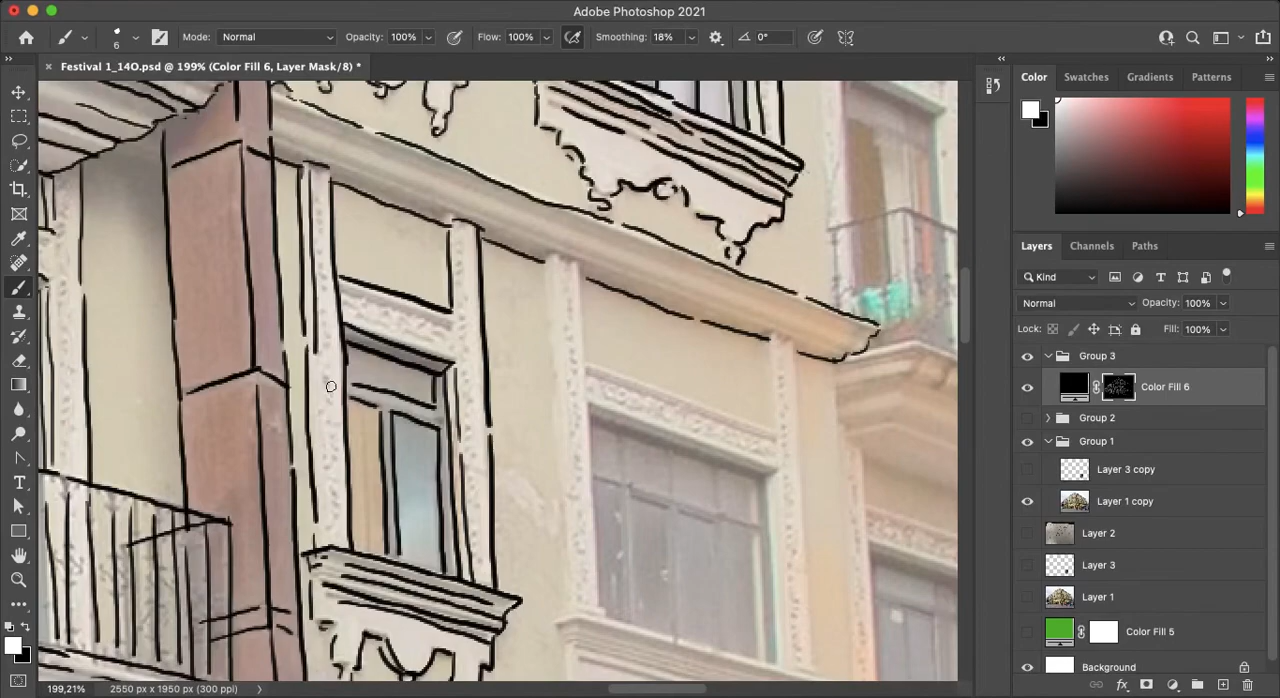 Adobe Photoshop 2021
6 Mode: Normal Opacity: 100% Flow: 100% Smoothing: 18% 0°
Festival 1_14O.psd @ 199% (Color Fill 6, Layer Mask/8) *
Color Swatches Gradients Patterns
Layers Channels Paths
Kind
Normal Opacity: 100%
Lock: Fill: 100%
Group 3
Color Fill 6
Group 2
Group 1
Layer 3 copy
Layer 1 copy
Layer 2
Layer 3
Layer 1
Color Fill 5
Background
199,21% 2550 px x 1950 px (300 ppi)